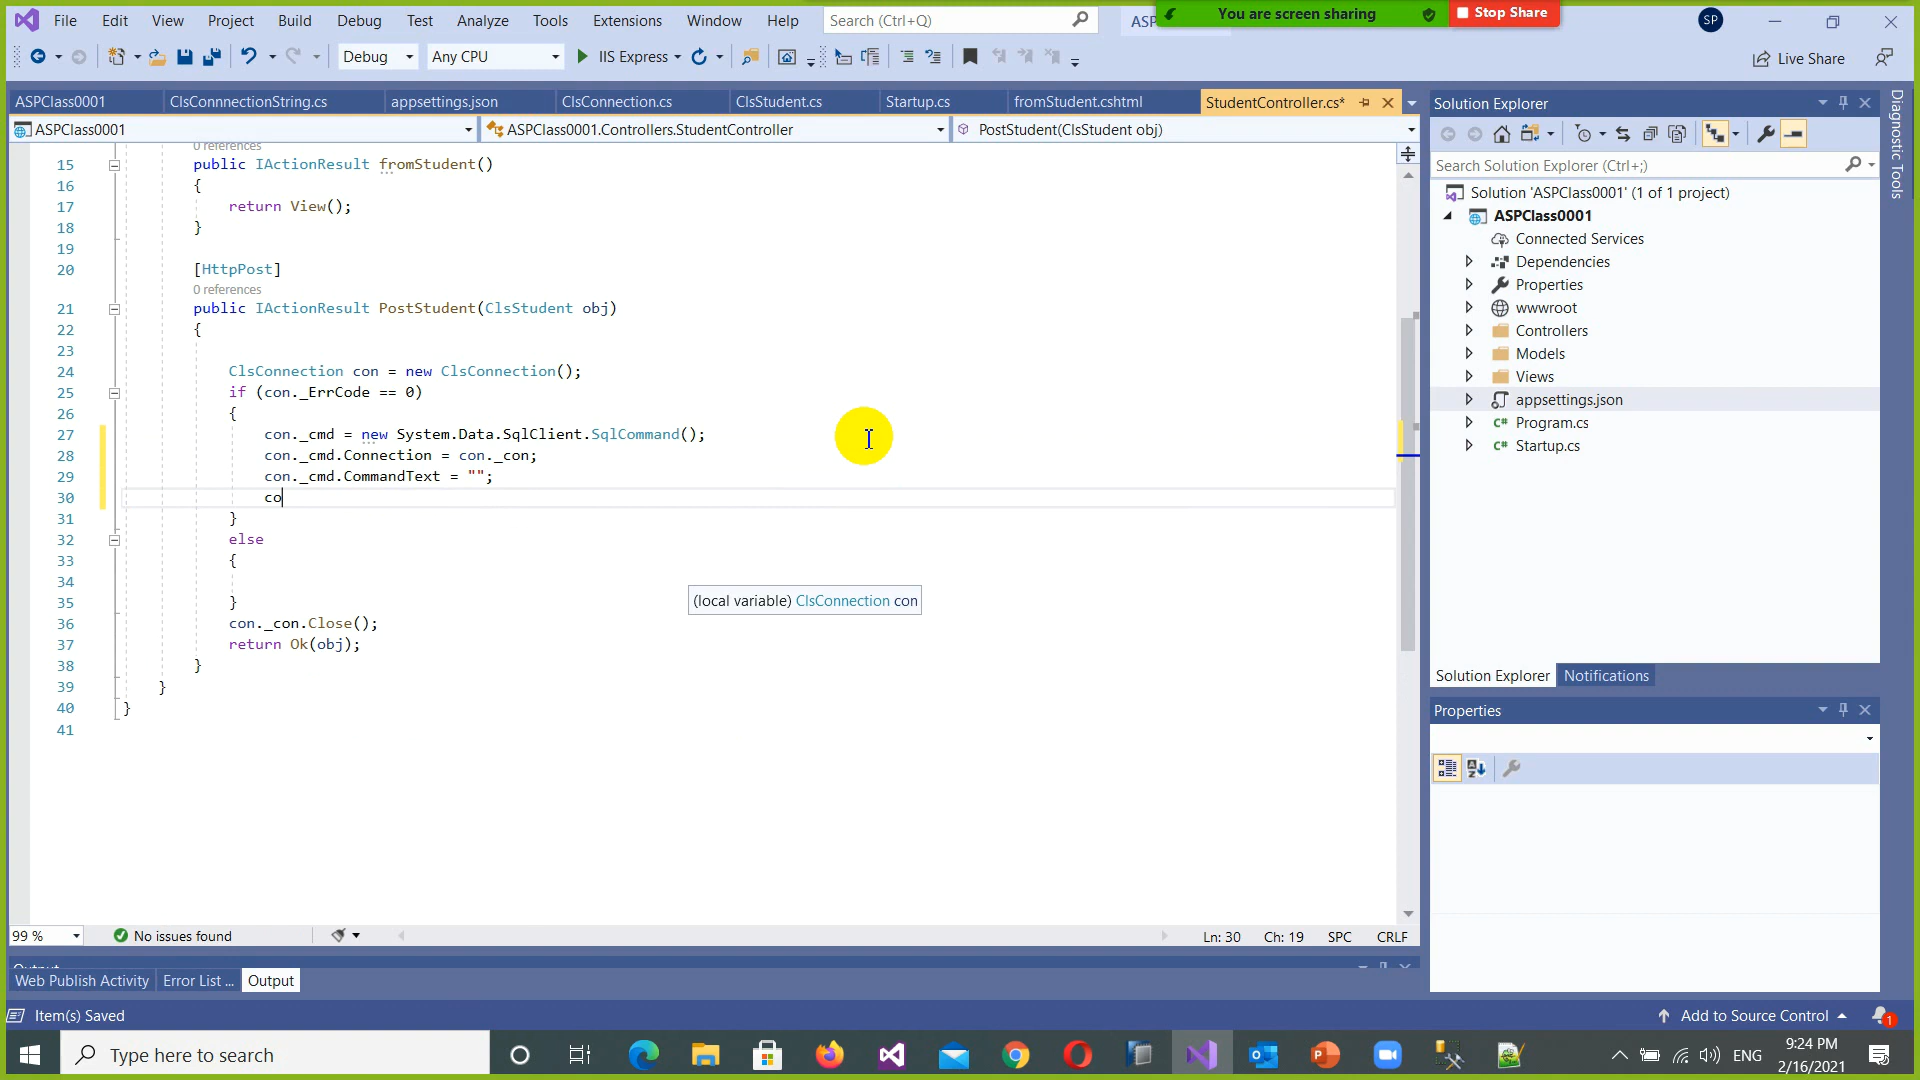 File Edit View Project Build Debug Test Analyze Tools Extensions Window Help Search (Ctrl+Q) ASP You are screen sharing Stop Share SP
Debug Any CPU IIS Express Live Share
ASPClass0001 ClsConnnectionString.cs appsettings.json ClsConnection.cs ClsStudent.cs Startup.cs fromStudent.cshtml StudentController.cs*
ASPClass0001 ASPClass0001.Controllers.StudentController PostStudent(ClsStudent obj)
0 references
15 public IActionResult fromStudent()
16 {
17 return View();
18 }
19
20 [HttpPost]
0 references
21 public IActionResult PostStudent(ClsStudent obj)
22 {
23
24 ClsConnection con = new ClsConnection();
25 if (con._ErrCode == 0)
26 {
27 con._cmd = new System.Data.SqlClient.SqlCommand();
28 con._cmd.Connection = con._con;
29 con._cmd.CommandText = "";
30 co
31 }
32 else
33 {
34
35 }
(local variable) ClsConnection con
36 con._con.Close();
37 return Ok(obj);
38 }
39 }
40 }
41
99 % No issues found Ln: 30 Ch: 19 SPC CRLF
Output
Web Publish Activity Error List ... Output
Item(s) Saved Add to Source Control 1
Solution Explorer
Search Solution Explorer (Ctrl+;)
Solution 'ASPClass0001' (1 of 1 project)
ASPClass0001
Connected Services
Dependencies
Properties
wwwroot
Controllers
Models
Views
appsettings.json
C# Program.cs
C# Startup.cs
Solution Explorer Notifications
Properties
Diagnostic Tools
Type here to search ENG 9:24 PM
2/16/2021